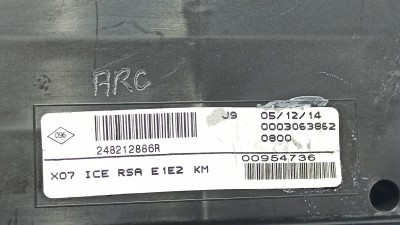 ARC
J9 05/12/14
0003063862
096
0800
248212886R
00954736
X07 ICE RSA E1E2 KM